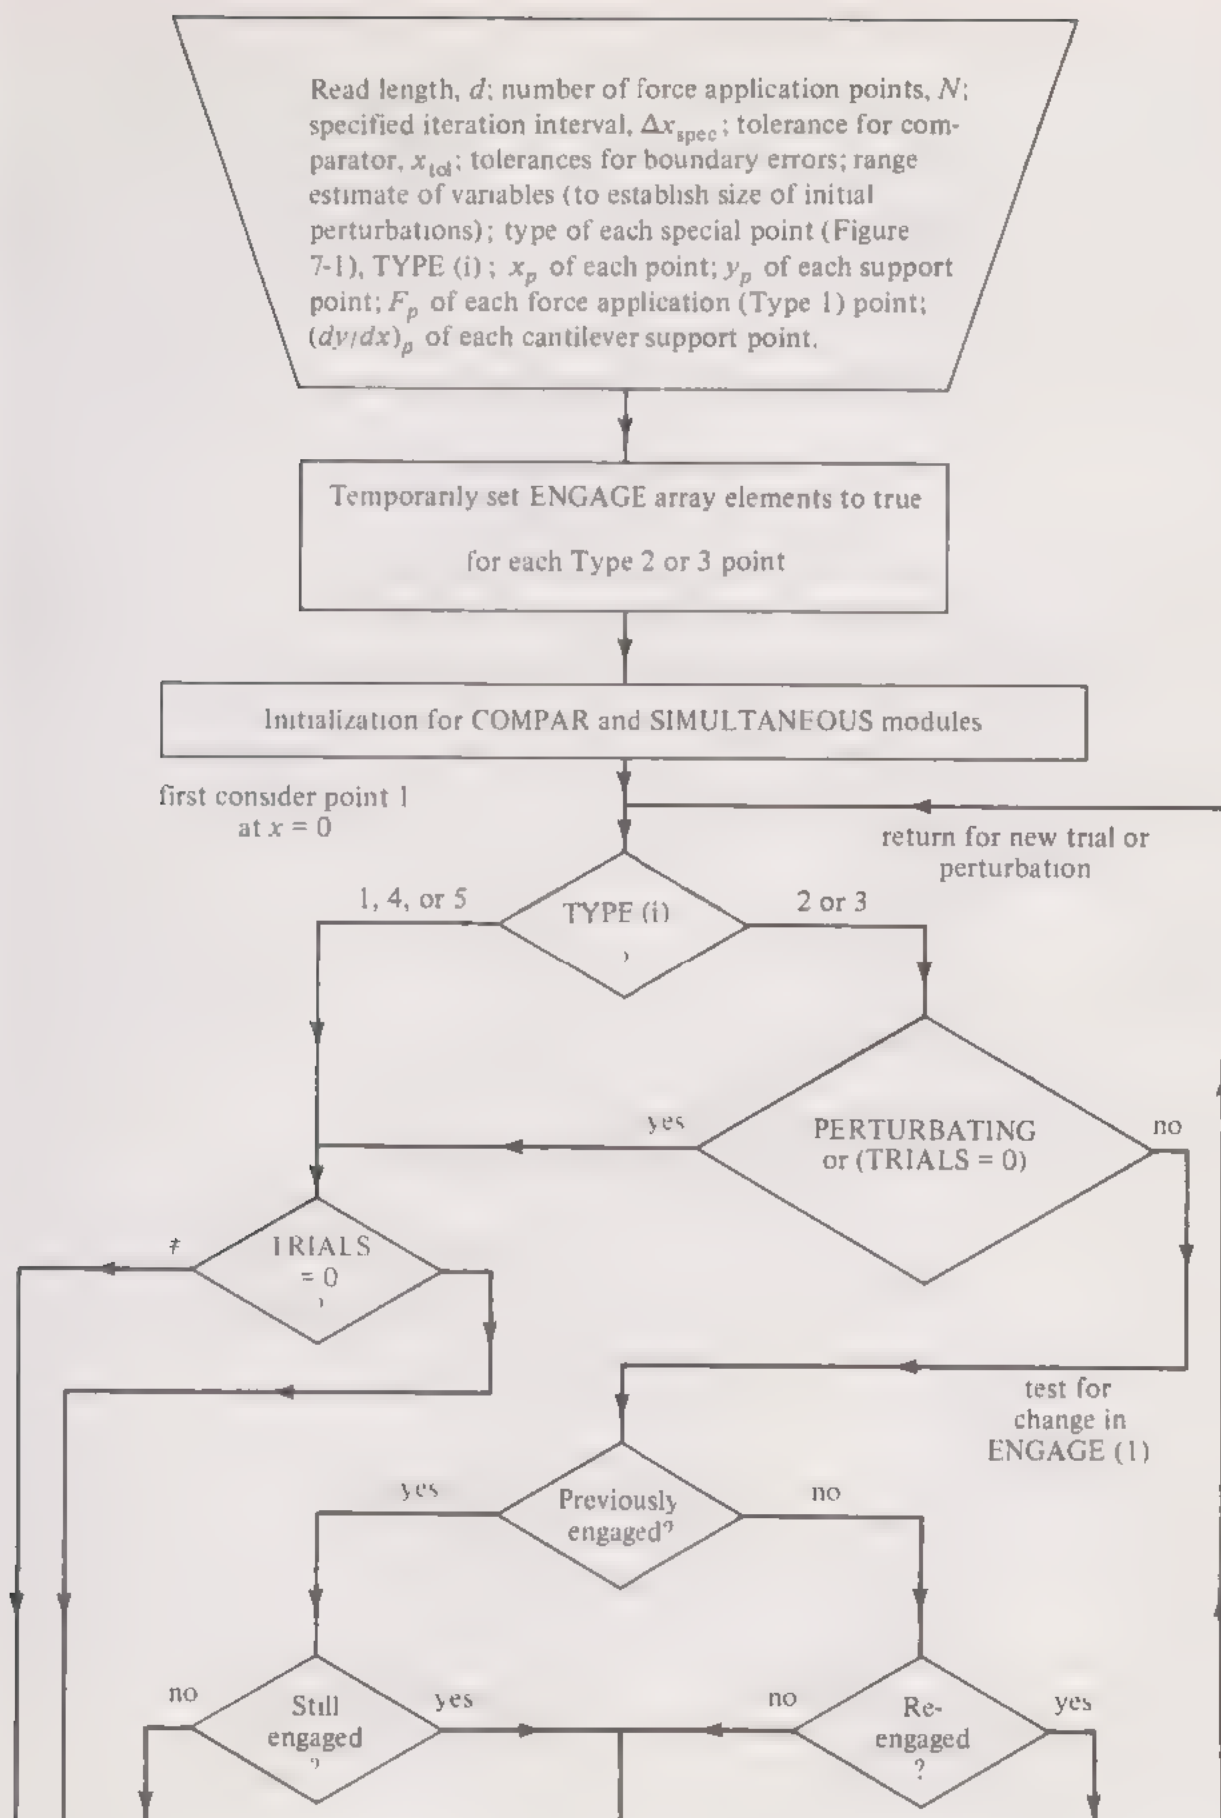 Read length, d; number of force application points, N;
specified iteration interval, Δx_spec; tolerance for com-
parator, x_tol; tolerances for boundary errors; range
estimate of variables (to establish size of initial
perturbations); type of each special point (Figure
7-1), TYPE (i); x_p of each point; y_p of each support
point; F_p of each force application (Type 1) point;
(dy/dx)_p of each cantilever support point.
Temporarily set ENGAGE array elements to true
for each Type 2 or 3 point
Initialization for COMPAR and SIMULTANEOUS modules
first consider point 1
at x = 0
return for new trial or
perturbation
1, 4, or 5
TYPE (i)
?
2 or 3
yes
PERTURBATING
or (TRIALS = 0)
no
≠
TRIALS
= 0
?
test for
change in
ENGAGE (1)
yes
Previously
engaged?
no
no
Still
engaged
?
yes
no
Re-
engaged
?
yes